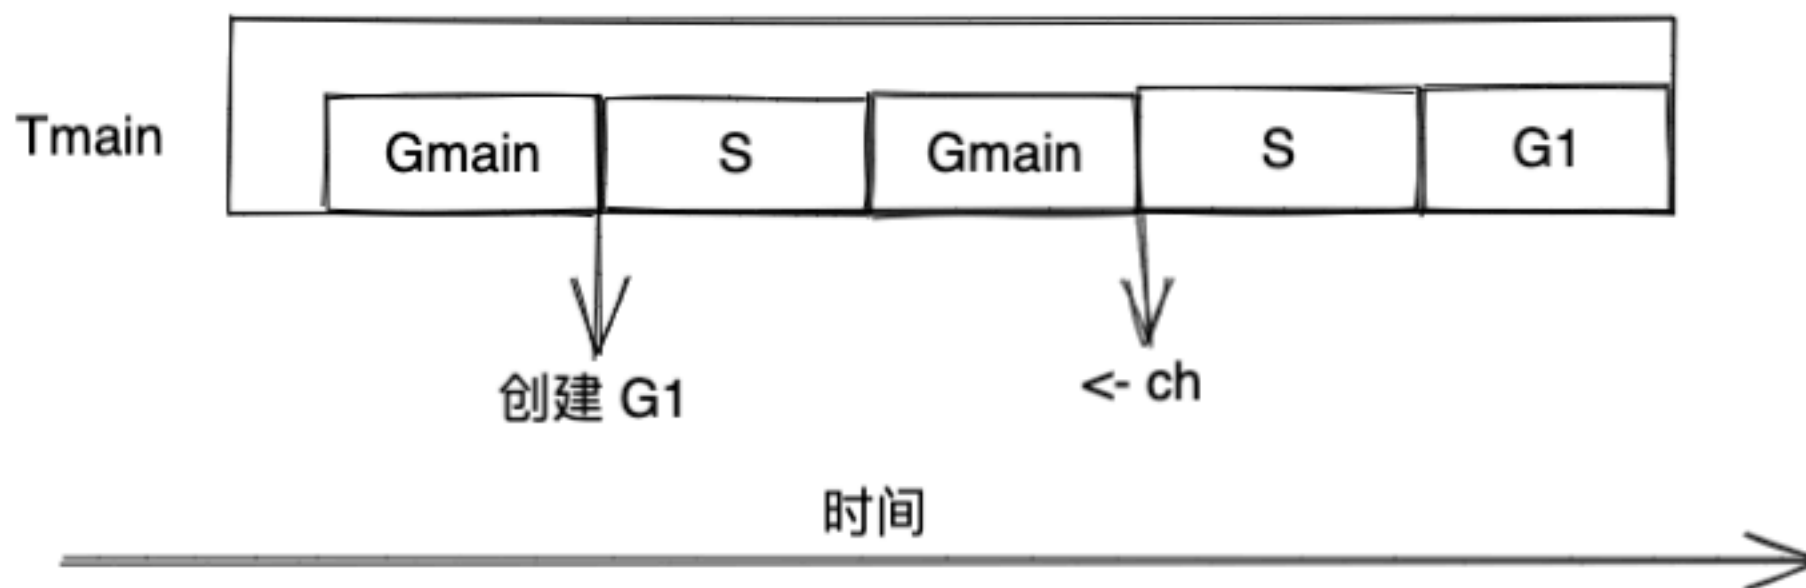 Tmain
Gmain
S
Gmain
S
G1
创建 G1
<- ch
时间